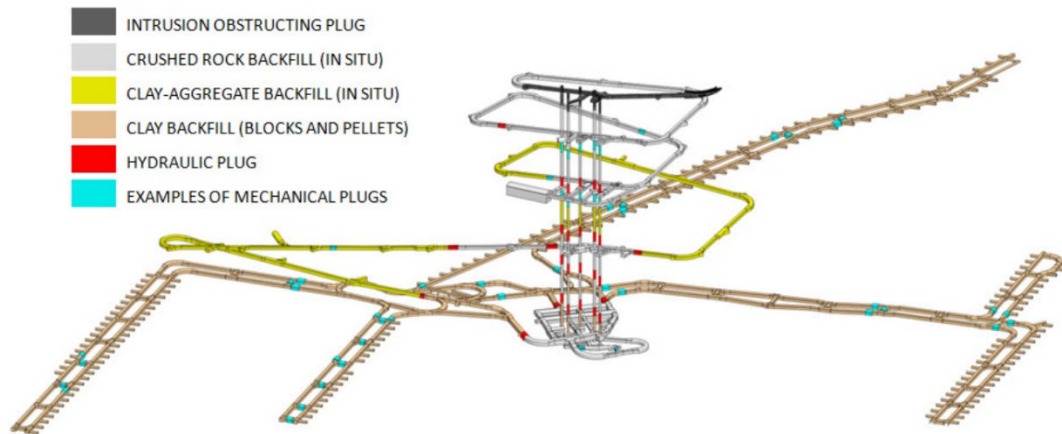 INTRUSION OBSTRUCTING PLUG
CRUSHED ROCK BACKFILL (IN SITU)
CLAY-AGGREGATE BACKFILL (IN SITU)
CLAY BACKFILL (BLOCKS AND PELLETS)
HYDRAULIC PLUG
EXAMPLES OF MECHANICAL PLUGS